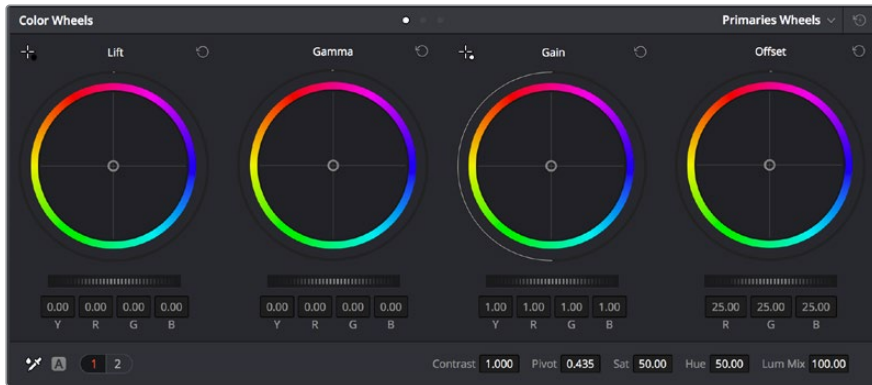 Color Wheels Primaries Wheels
Lift Gamma Gain Offset
0.00 0.00 0.00 0.00 0.00 0.00 0.00 0.00 1.00 1.00 1.00 1.00 25.00 25.00 25.00
Y R G B Y R G B Y R G B R G B
A 1 2 Contrast 1.000 Pivot 0.435 Sat 50.00 Hue 50.00 Lum Mix 100.00